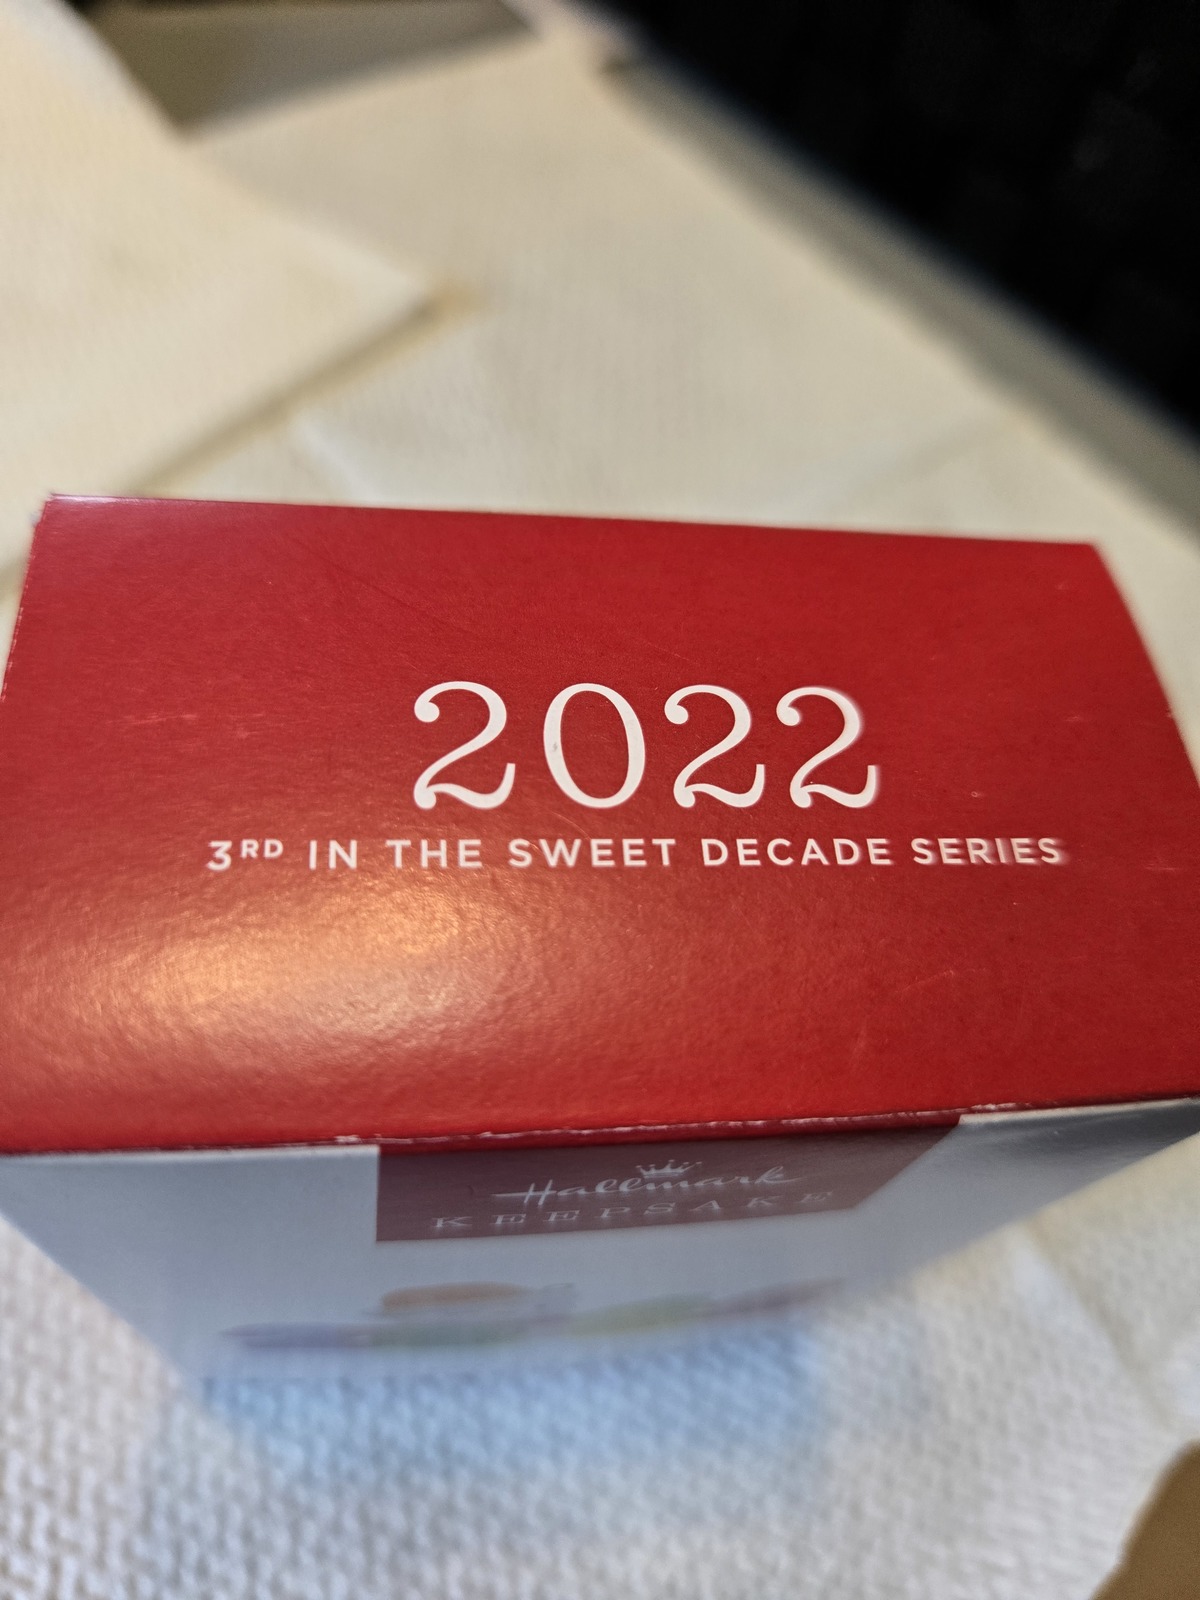 2022
3RD IN THE SWEET DECADE SERIES
Hallmark
KEEPSAKE